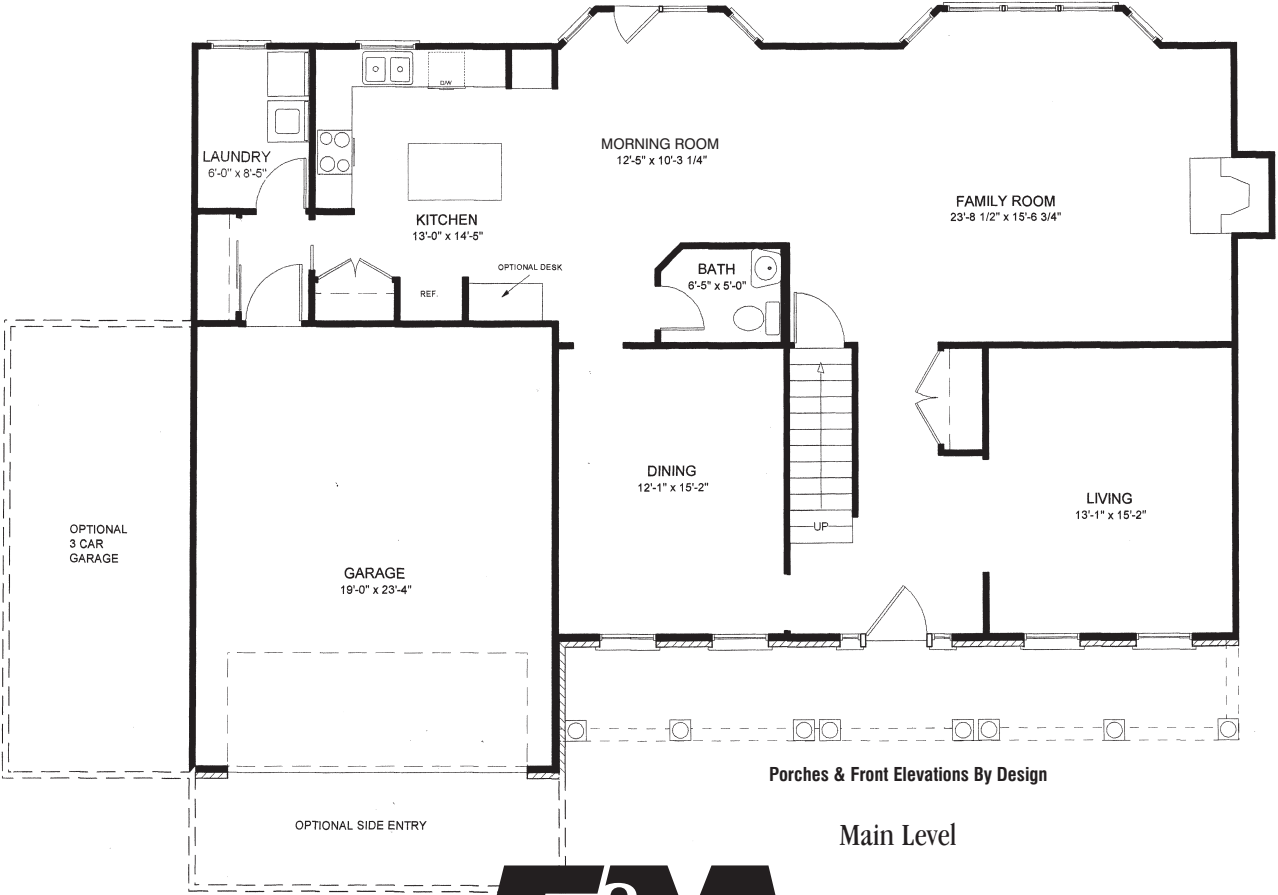 D/W
LAUNDRY
6'-0" x 8'-5"
MORNING ROOM
12'-5" x 10'-3 1/4"
FAMILY ROOM
23'-8 1/2" x 15'-6 3/4"
KITCHEN
13'-0" x 14'-5"
OPTIONAL DESK
REF.
BATH
6'-5" x 5'-0"
DINING
12'-1" x 15'-2"
UP
LIVING
13'-1" x 15'-2"
OPTIONAL
3 CAR
GARAGE
GARAGE
19'-0" x 23'-4"
Porches & Front Elevations By Design
OPTIONAL SIDE ENTRY
Main Level